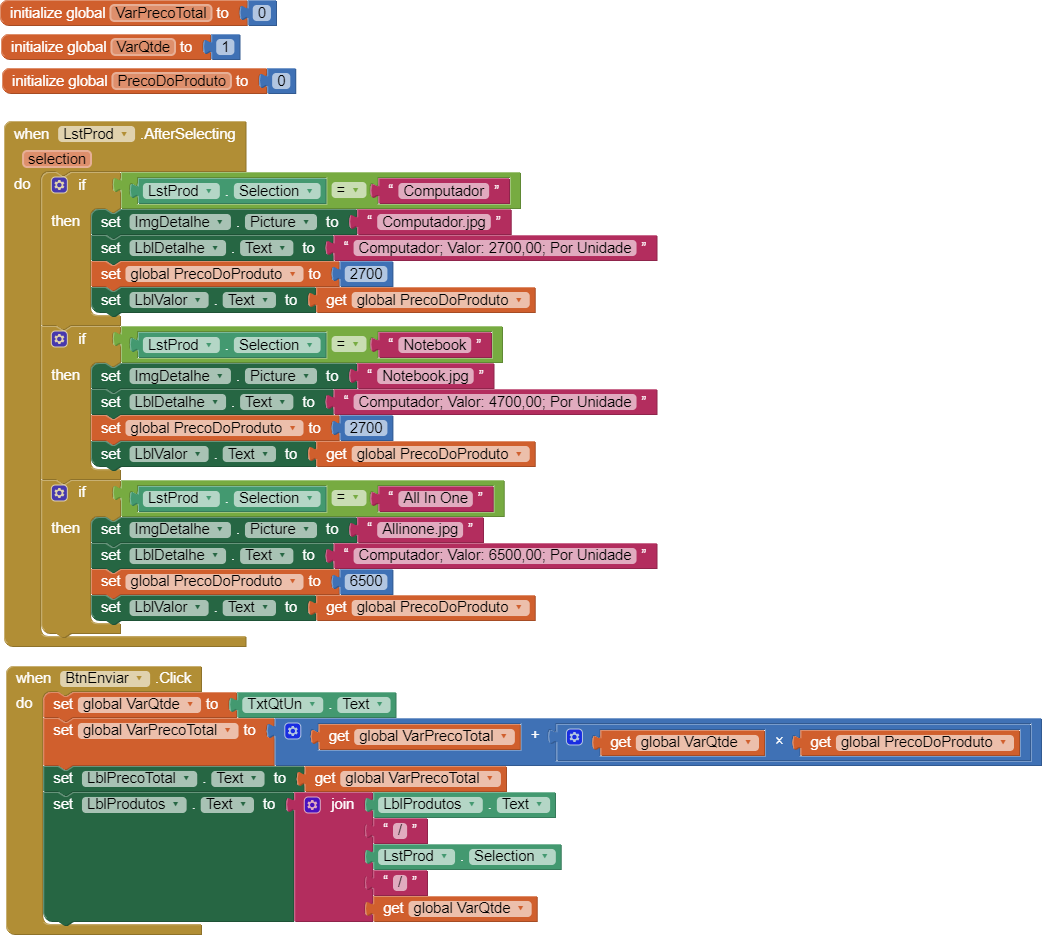 initialize global VarPrecoTotal to 0
initialize global VarQtde to 1
initialize global PrecoDoProduto to 0
when LstProd .AfterSelecting
selection
do if LstProd . Selection = " Computador "
then set ImgDetalhe . Picture to " Computador.jpg "
set LblDetalhe . Text to " Computador; Valor: 2700,00; Por Unidade "
set global PrecoDoProduto to 2700
set LblValor . Text to get global PrecoDoProduto
if LstProd . Selection = " Notebook "
then set ImgDetalhe . Picture to " Notebook.jpg "
set LblDetalhe . Text to " Computador; Valor: 4700,00; Por Unidade "
set global PrecoDoProduto to 2700
set LblValor . Text to get global PrecoDoProduto
if LstProd . Selection = " All In One "
then set ImgDetalhe . Picture to " Allinone.jpg "
set LblDetalhe . Text to " Computador; Valor: 6500,00; Por Unidade "
set global PrecoDoProduto to 6500
set LblValor . Text to get global PrecoDoProduto
when BtnEnviar .Click
do set global VarQtde to TxtQtUn . Text
set global VarPrecoTotal to get global VarPrecoTotal + get global VarQtde × get global PrecoDoProduto
set LblPrecoTotal . Text to get global VarPrecoTotal
set LblProdutos . Text to join LblProdutos . Text
" / "
LstProd . Selection
" / "
get global VarQtde